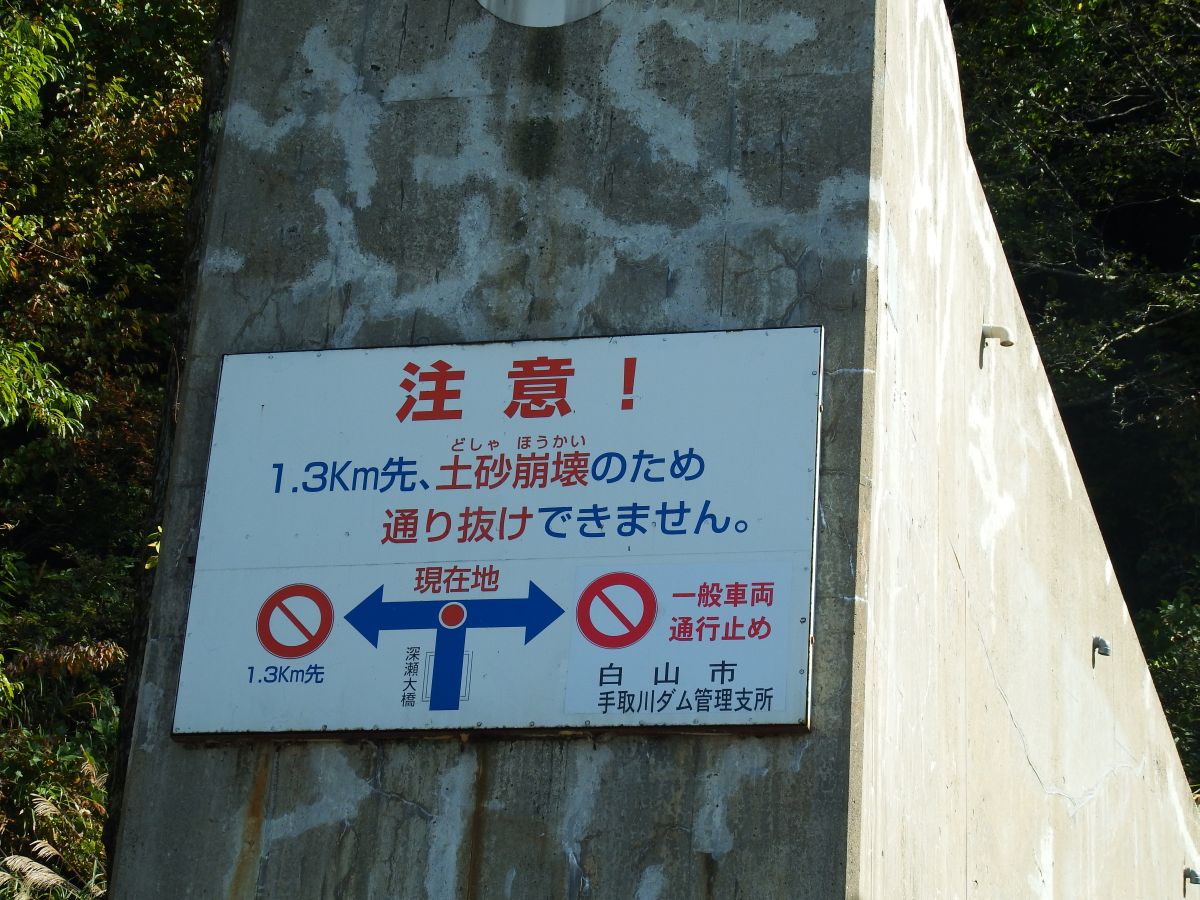 注意!
どしゃ ほうかい
1.3Km先、土砂崩壊のため
通り抜けできません。
現在地
1.3Km先
深瀬大橋
一般車両
通行止め
白山市
手取川ダム管理支所